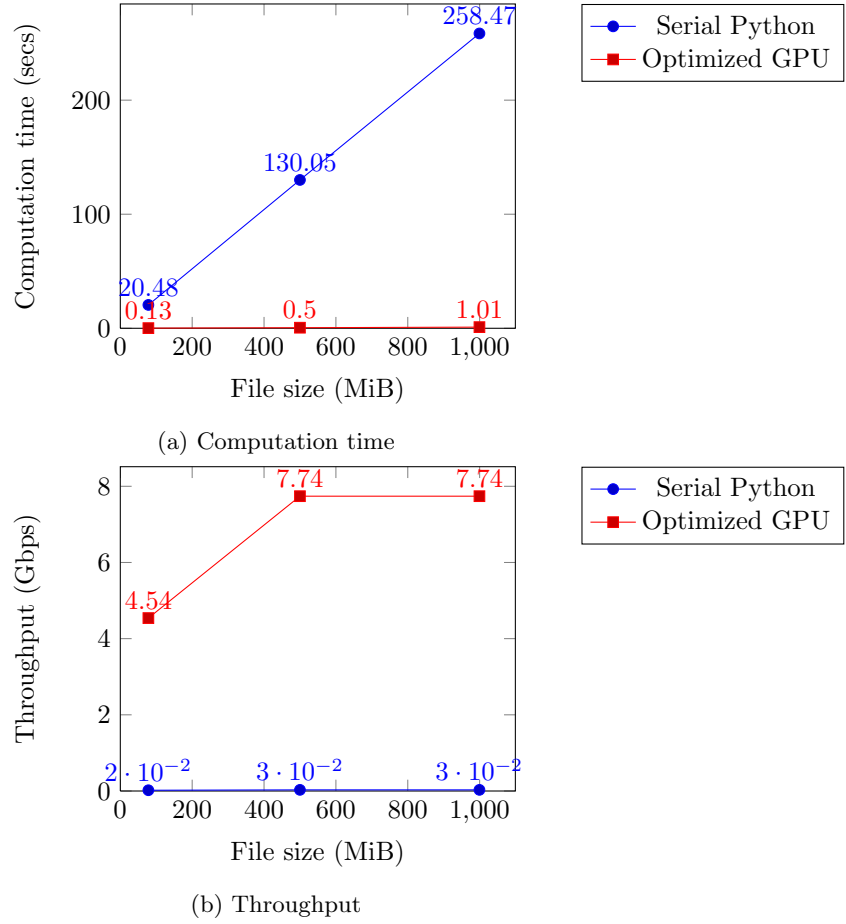 258.47
130.05
20.48
0.13
0.5
1.01
Computation time (secs)
200
100
0
0 200 400 600 800 1,000
File size (MiB)
Serial Python
Optimized GPU
(a) Computation time
7.74 7.74
4.54
2 · 10⁻² 3 · 10⁻² 3 · 10⁻²
Throughput (Gbps)
8
6
4
2
0
0 200 400 600 800 1,000
File size (MiB)
Serial Python
Optimized GPU
(b) Throughput